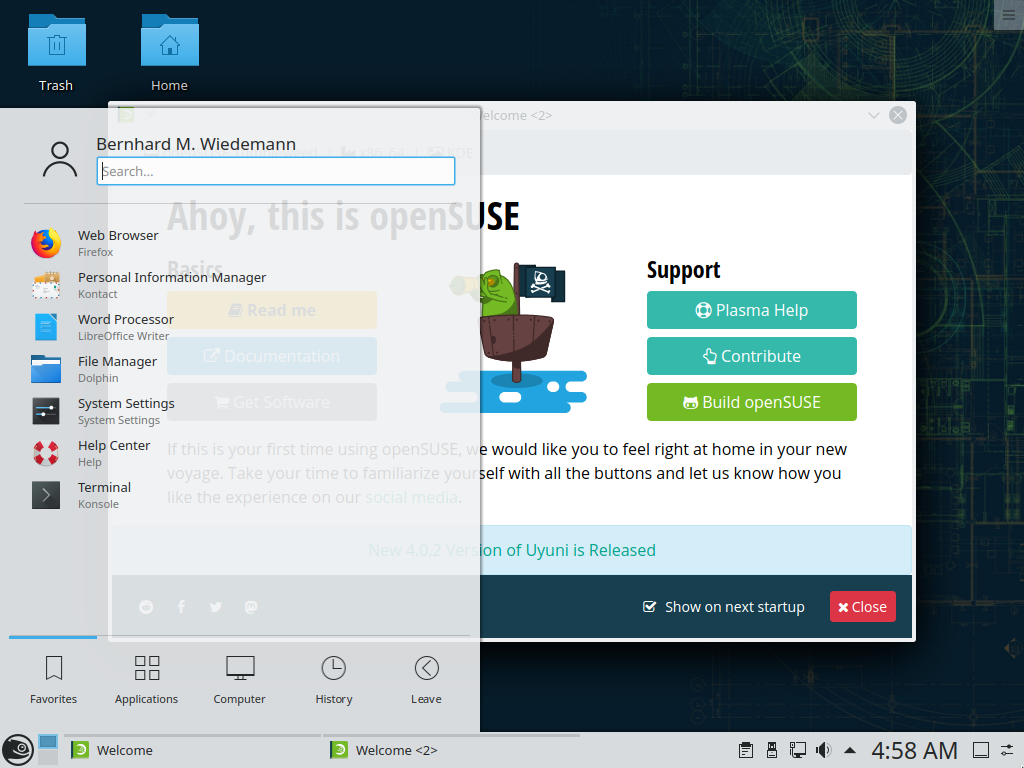 Trash
Home
Welcome <2>
Bernhard M. Wiedemann
Search...
x86_64
KDE
Ahoy, this is openSUSE
Web Browser
Firefox
Personal Information Manager
Kontact
Word Processor
LibreOffice Writer
File Manager
Dolphin
System Settings
System Settings
Help Center
Help
Terminal
Konsole
Basics
Read me
Documentation
Get Software
Support
Plasma Help
Contribute
Build openSUSE
If this is your first time using openSUSE, we would like you to feel right at home in your new
voyage. Take your time to familiarize yourself with all the buttons and let us know how you
like the experience on our social media.
New 4.0.2 Version of Uyuni is Released
Show on next startup
Close
Favorites
Applications
Computer
History
Leave
Welcome
Welcome <2>
4:58 AM